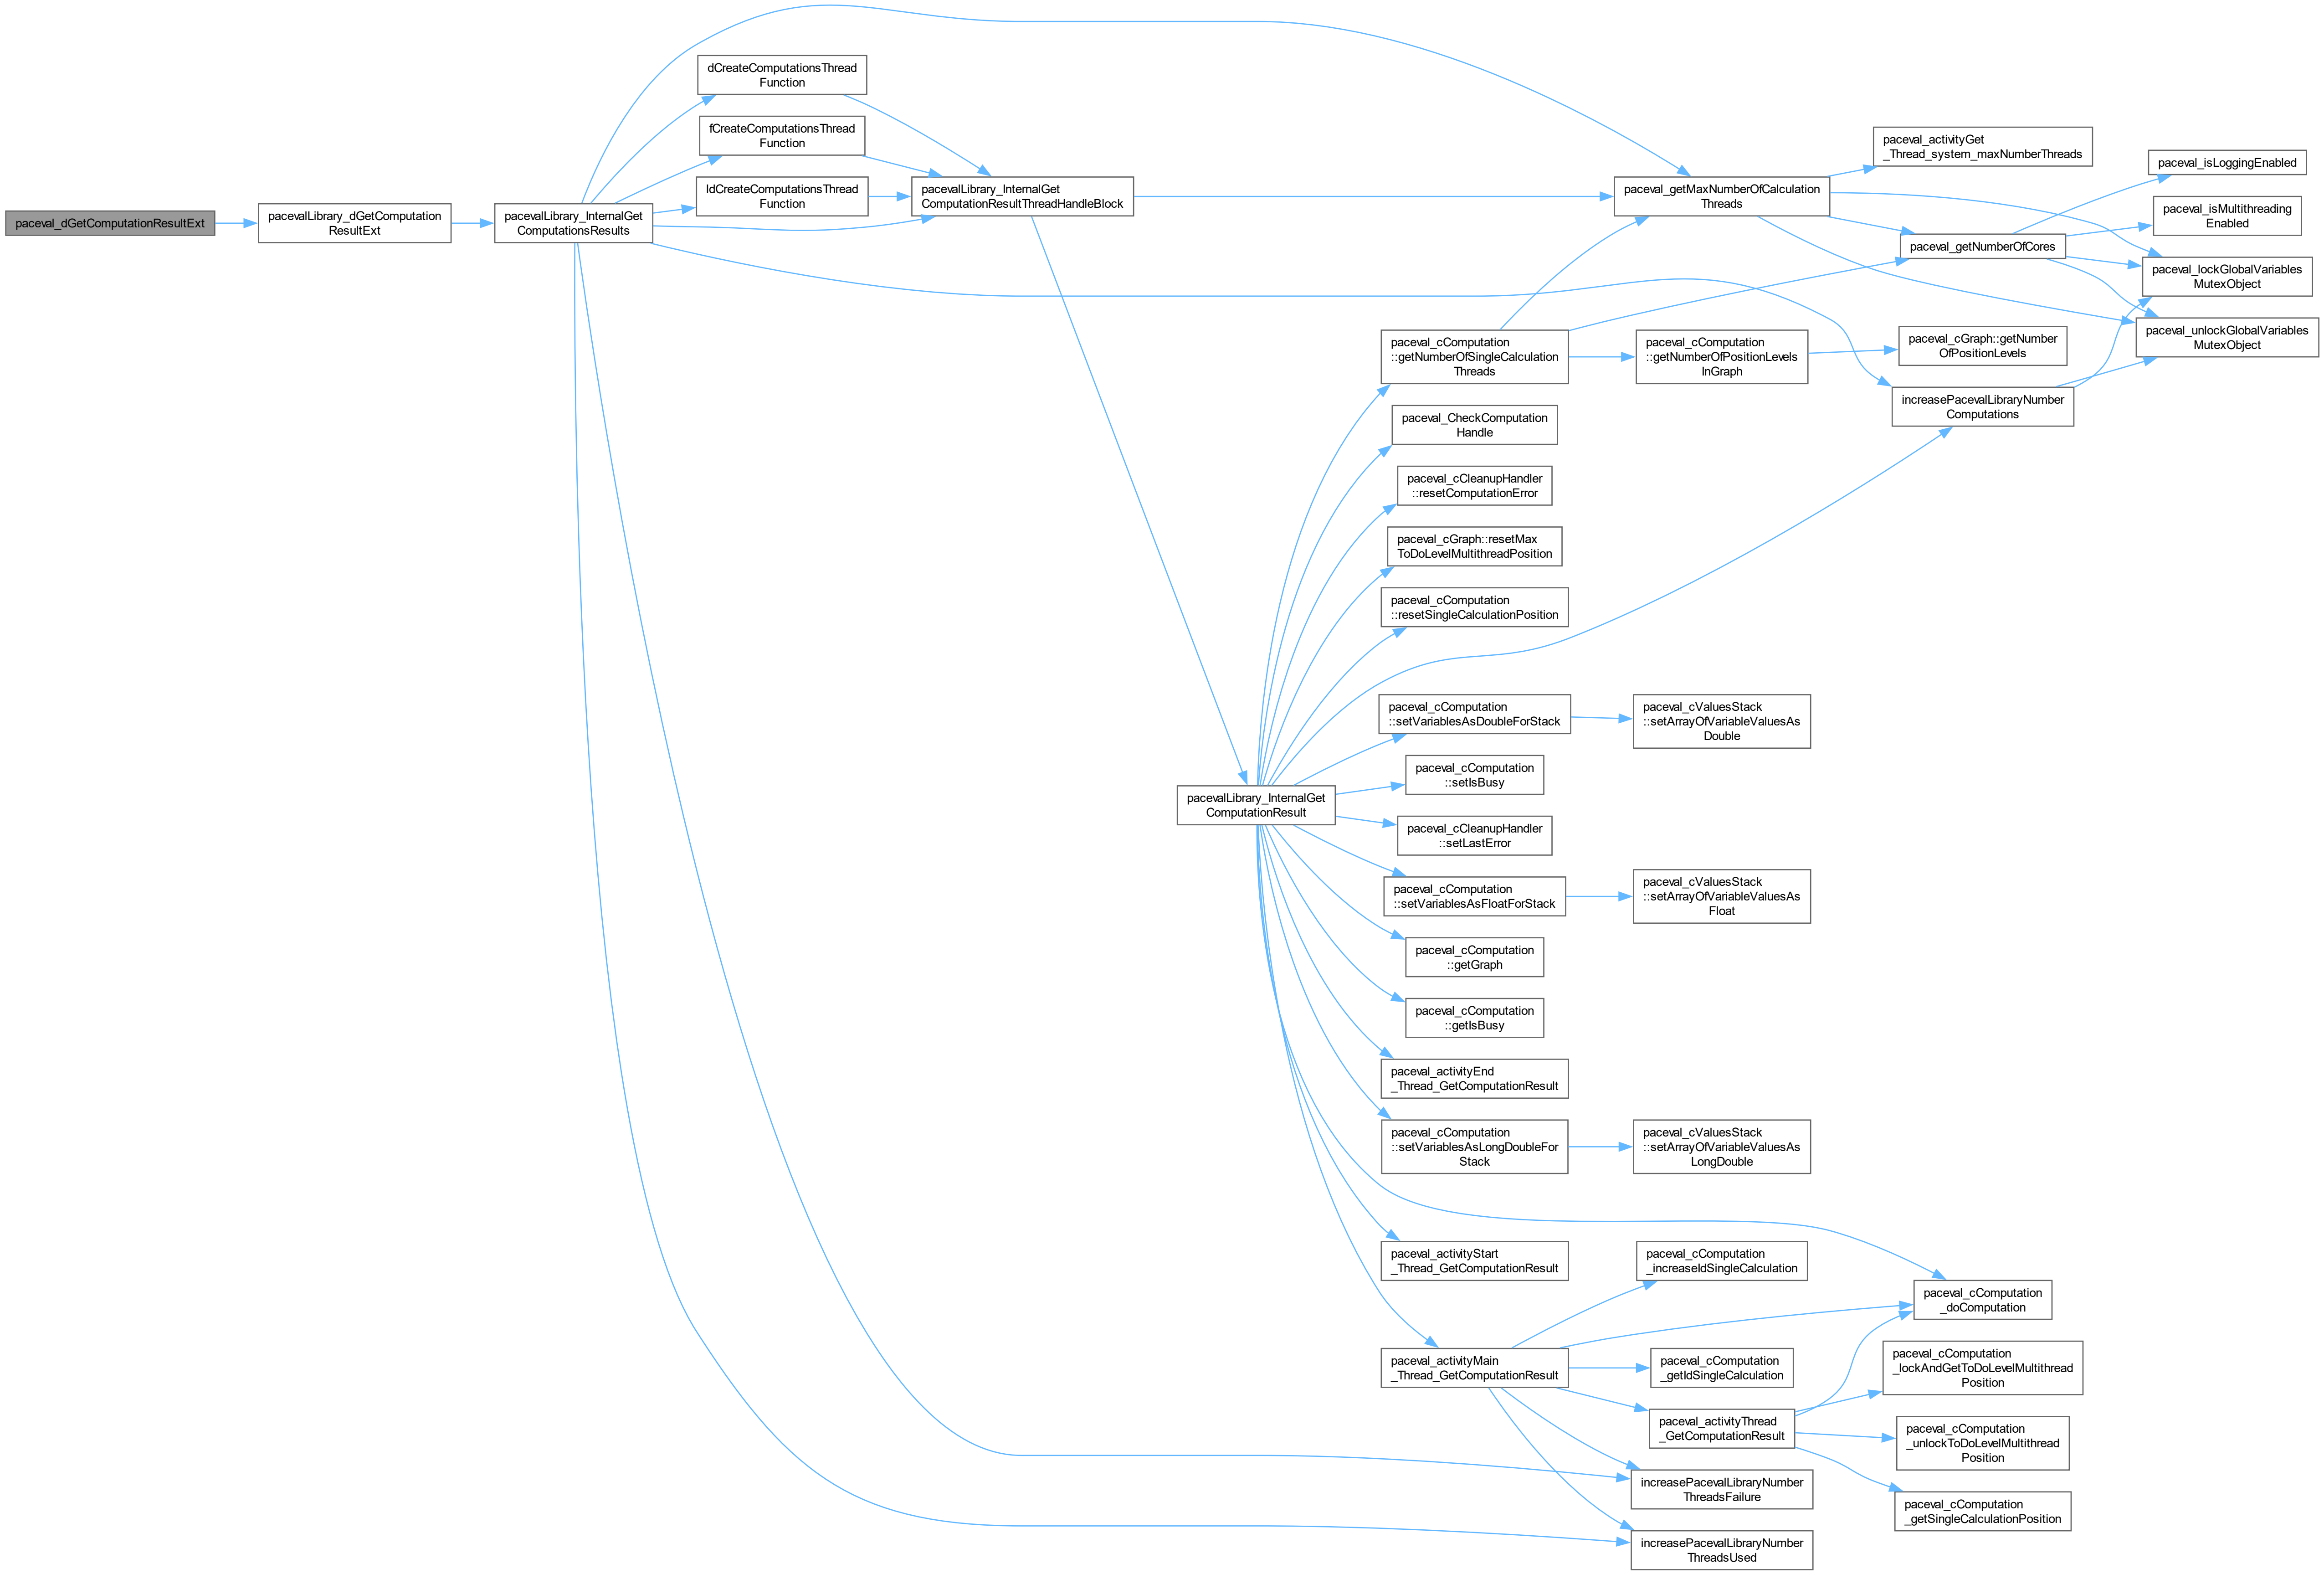 paceval_dGetComputationResultExt
pacevalLibrary_dGetComputation
ResultExt
pacevalLibrary_InternalGet
ComputationsResults
dCreateComputationsThread
Function
fCreateComputationsThread
Function
ldCreateComputationsThread
Function
pacevalLibrary_InternalGet
ComputationResultThreadHandleBlock
paceval_getMaxNumberOfCalculation
Threads
paceval_activityGet
_Thread_system_maxNumberThreads
paceval_getNumberOfCores
paceval_isLoggingEnabled
paceval_isMultithreading
Enabled
paceval_lockGlobalVariables
MutexObject
paceval_unlockGlobalVariables
MutexObject
increasePacevalLibraryNumber
Computations
pacevalLibrary_InternalGet
ComputationResult
paceval_cComputation
::getNumberOfSingleCalculation
Threads
paceval_cComputation
::getNumberOfPositionLevels
InGraph
paceval_cGraph::getNumber
OfPositionLevels
paceval_CheckComputation
Handle
paceval_cCleanupHandler
::resetComputationError
paceval_cGraph::resetMax
ToDoLevelMultithreadPosition
paceval_cComputation
::resetSingleCalculationPosition
paceval_cComputation
::setVariablesAsDoubleForStack
paceval_cValuesStack
::setArrayOfVariableValuesAs
Double
paceval_cComputation
::setIsBusy
paceval_cCleanupHandler
::setLastError
paceval_cComputation
::setVariablesAsFloatForStack
paceval_cValuesStack
::setArrayOfVariableValuesAs
Float
paceval_cComputation
::getGraph
paceval_cComputation
::getIsBusy
paceval_activityEnd
_Thread_GetComputationResult
paceval_cComputation
::setVariablesAsLongDoubleFor
Stack
paceval_cValuesStack
::setArrayOfVariableValuesAs
LongDouble
paceval_activityStart
_Thread_GetComputationResult
paceval_activityMain
_Thread_GetComputationResult
paceval_cComputation
_increaseIdSingleCalculation
paceval_cComputation
_doComputation
paceval_cComputation
_getIdSingleCalculation
paceval_activityThread
_GetComputationResult
paceval_cComputation
_lockAndGetToDoLevelMultithread
Position
paceval_cComputation
_unlockToDoLevelMultithread
Position
paceval_cComputation
_getSingleCalculationPosition
increasePacevalLibraryNumber
ThreadsFailure
increasePacevalLibraryNumber
ThreadsUsed